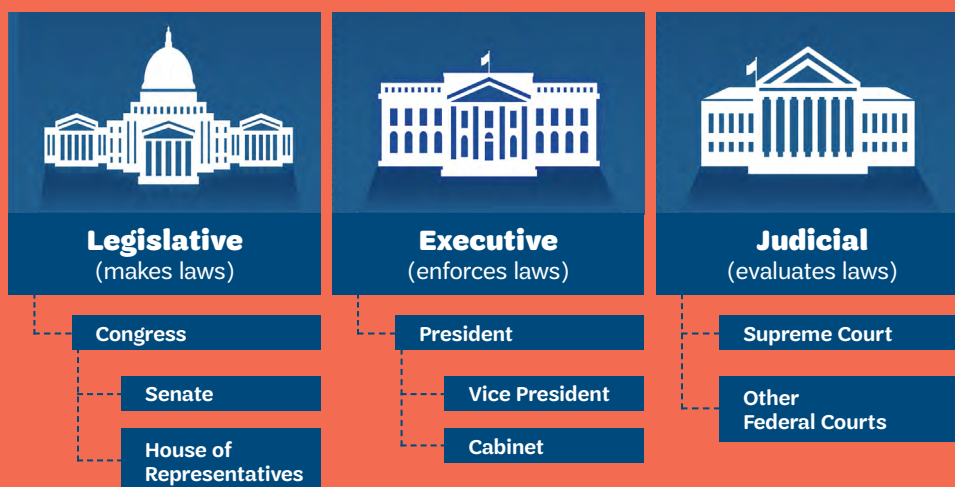 Legislative
(makes laws)
Congress
Senate
House of
Representatives
Executive
(enforces laws)
President
Vice President
Cabinet
Judicial
(evaluates laws)
Supreme Court
Other
Federal Courts